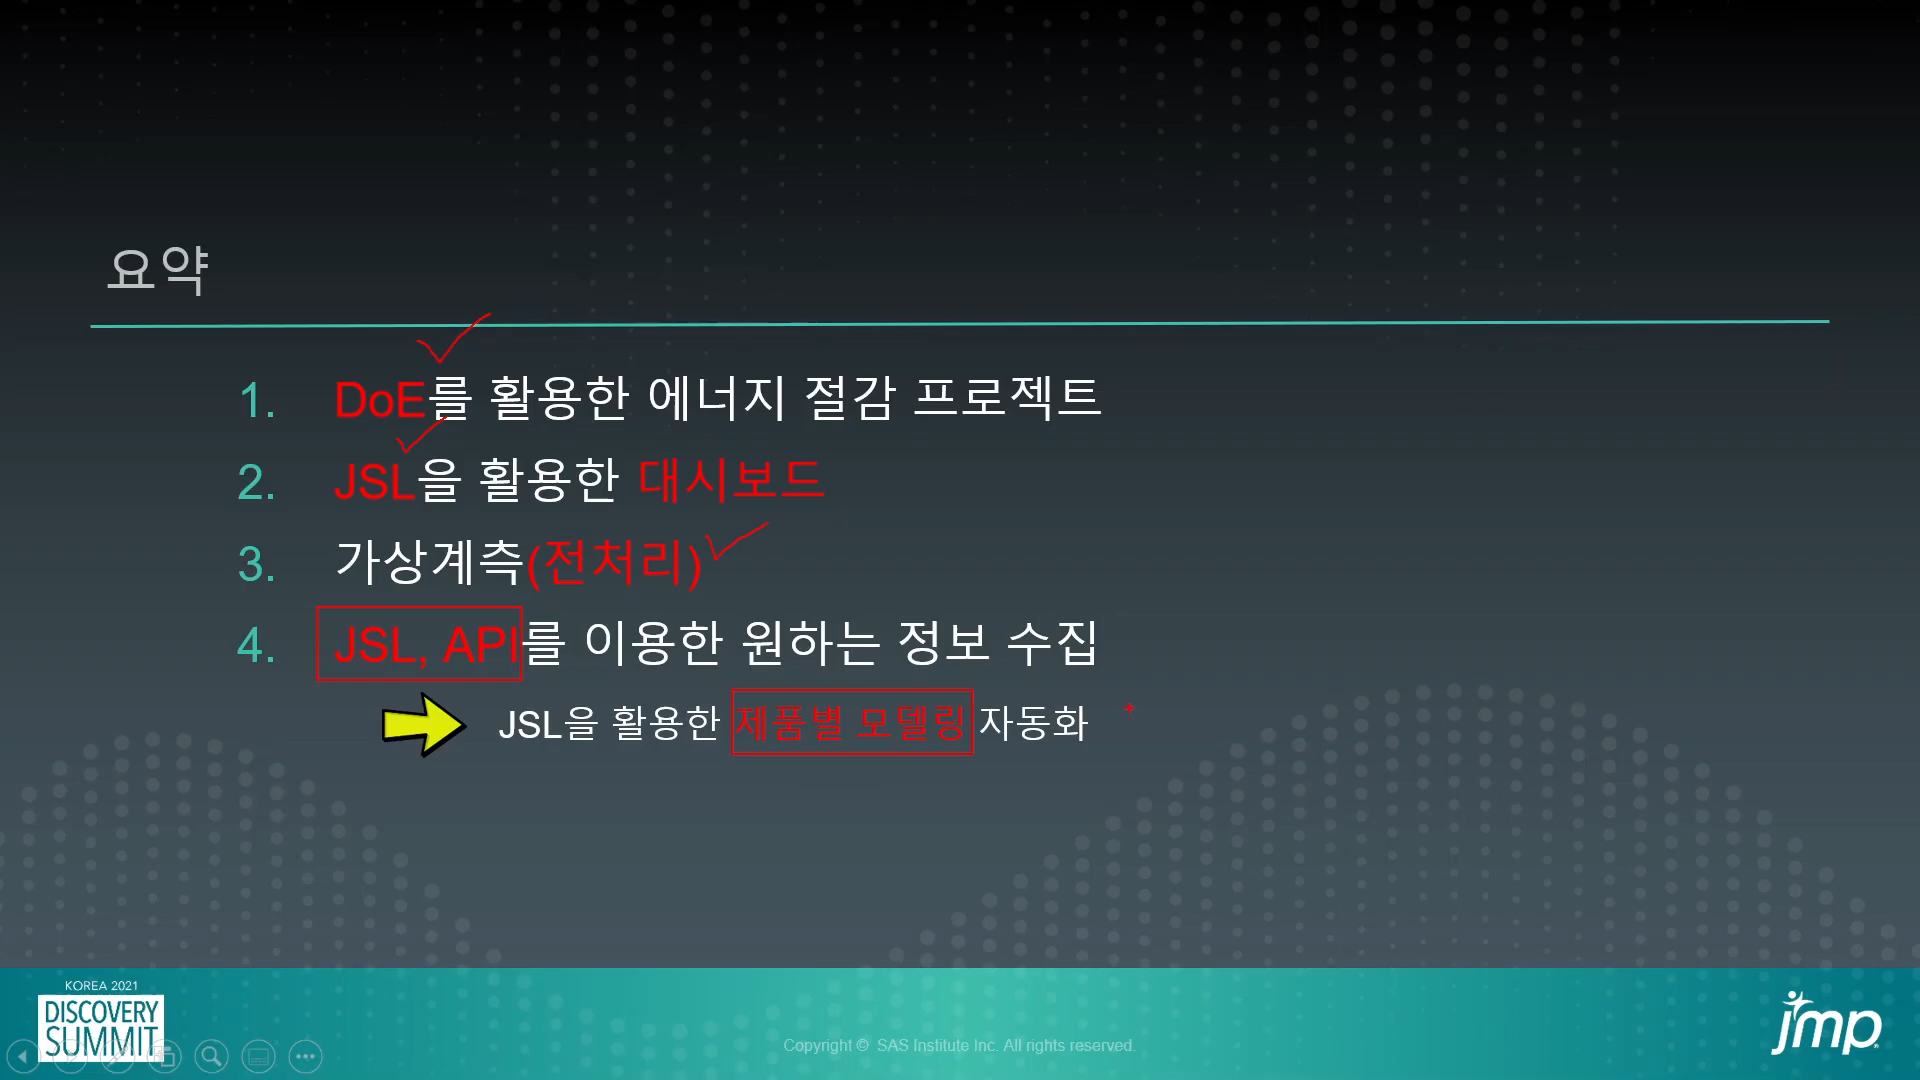 요약
1. DoE를 활용한 에너지 절감 프로젝트
2. JSL을 활용한 대시보드
3. 가상계측(전처리)
4. JSL, API를 이용한 원하는 정보 수집
JSL을 활용한 제품별 모델링 자동화
KOREA 2021
DISCOVERY
SUMMIT
Copyright © SAS Institute Inc. All rights reserved.
jmp